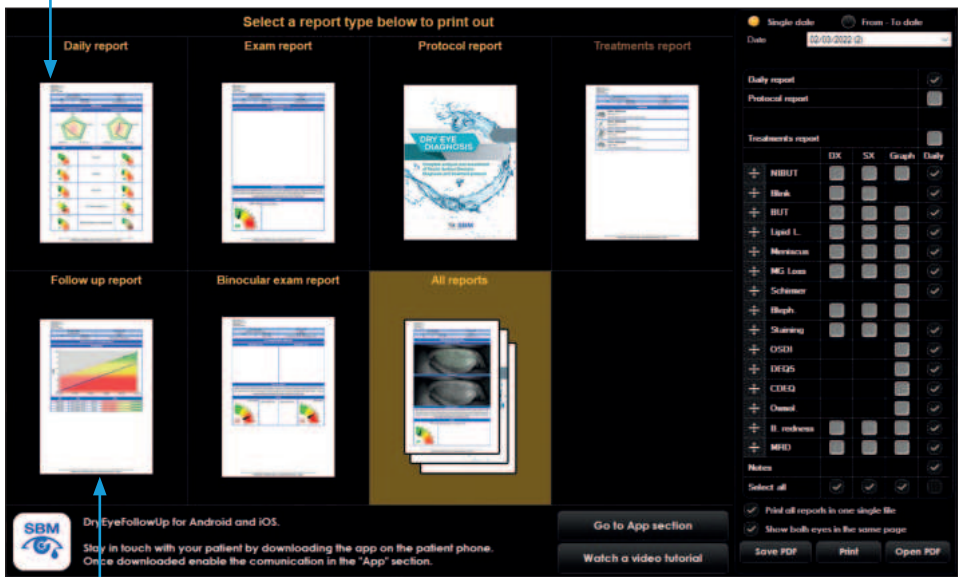 Select a report type below to print out
Daily report
Exam report
Protocol report
Treatments report
DRY EYE
DIAGNOSIS
SBM
Follow up report
Binocular exam report
All reports
SBM
DryEyeFollowUp for Android and iOS.
Stay in touch with your patient by downloading the app on the patient phone.
Once downloaded enable the comunication in the "App" section.
Go to App section
Watch a video tutorial
Single date
From - To date
Date
02/03/2022 (2)
Daily report
Protocol report
Treatments report
DX SX Graph Daily
NIBUT
Blink
BUT
Lipid L.
Meniscus
MG Loss
Schirmer
Bleph.
Staining
OSDI
DEQS
CDEQ
Osmol
B. redness
MRD
Notes
Select all
Print all reports in one single file
Show both eyes in the same page
Save PDF
Print
Open PDF